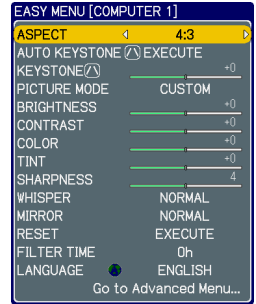 EASY MENU [COMPUTER 1]
ASPECT 4:3
AUTO KEYSTONE EXECUTE
KEYSTONE +0
PICTURE MODE CUSTOM
BRIGHTNESS +0
CONTRAST +0
COLOR +0
TINT +0
SHARPNESS 4
WHISPER NORMAL
MIRROR NORMAL
RESET EXECUTE
FILTER TIME 0h
LANGUAGE ENGLISH
Go to Advanced Menu...